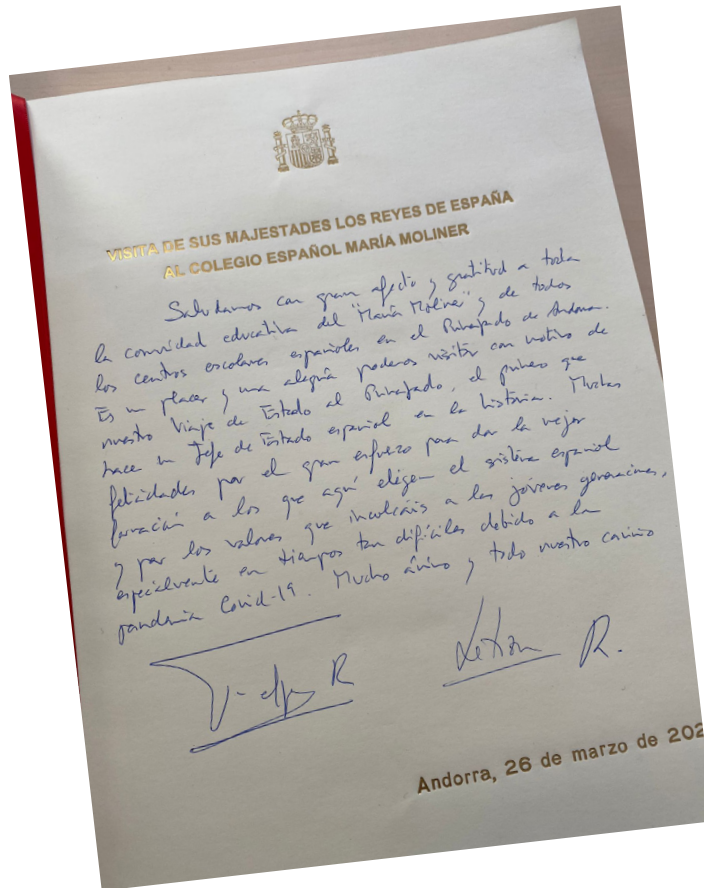 VISITA DE SUS MAJESTADES LOS REYES DE ESPAÑA
AL COLEGIO ESPAÑOL MARÍA MOLINER
Saludamos con gran afecto y gratitud a toda
la comunidad educativa del "María Moliner" y de todos
los centros escolares españoles en el Principado de Andorra.
Es un placer y una alegría poderos visitar con motivo de
nuestro Viaje de Estado al Principado, el primero que
hace un Jefe de Estado español en la historia. Muchas
felicidades por el gran esfuerzo para dar la mejor
formación a los que aquí eligen el sistema español
y por los valores que inculcáis a las jóvenes generaciones,
especialmente en tiempos tan difíciles debido a la
pandemia Covid-19. Mucho ánimo y todo nuestro cariño
Felipe R Letizia R.
Andorra, 26 de marzo de 202